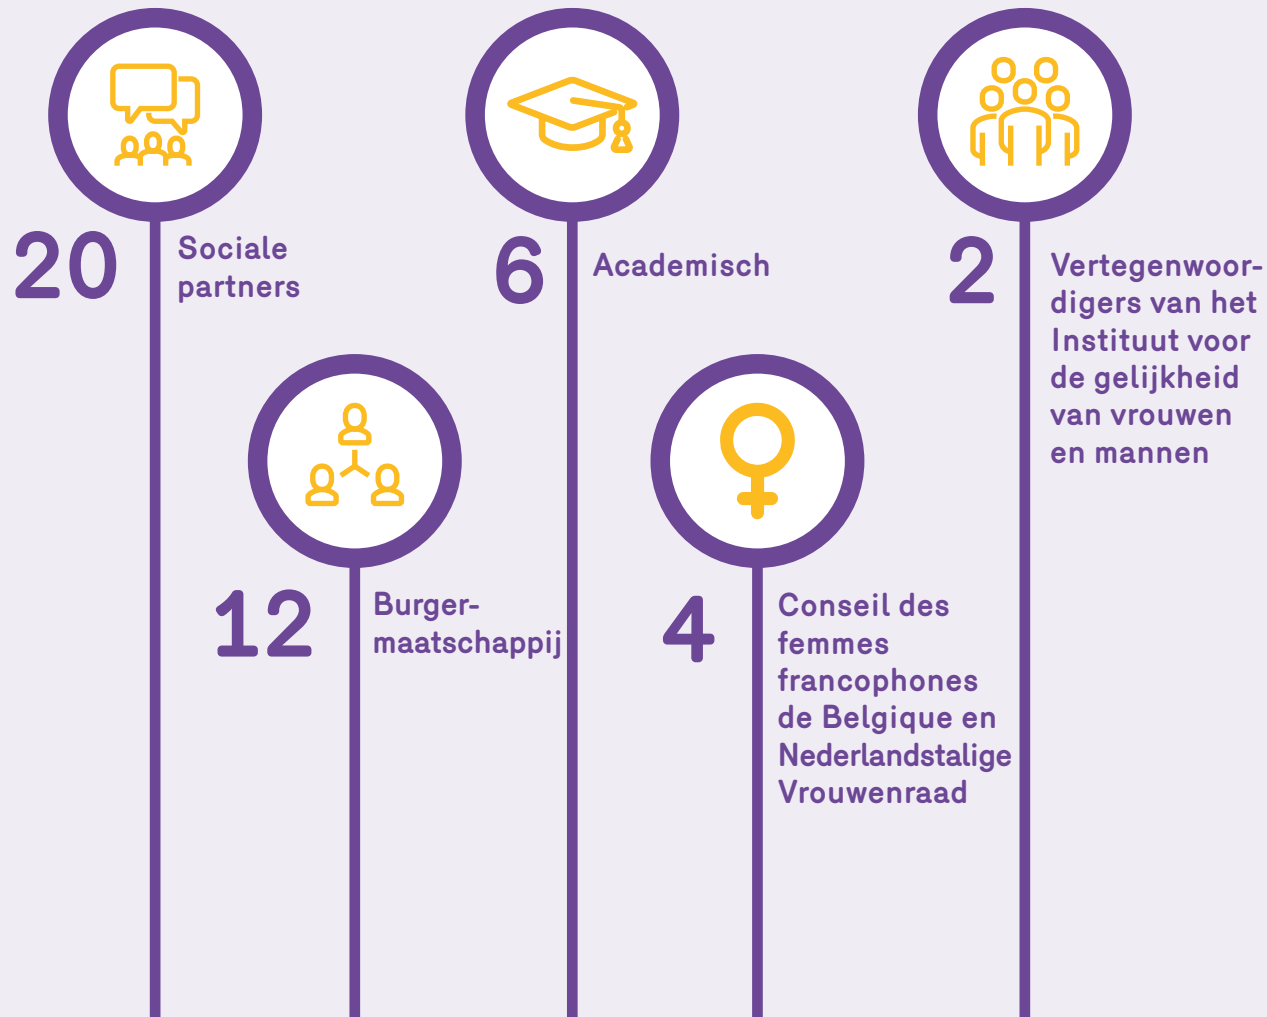 20
Sociale
partners
6
Academisch
2
Vertegenwoor-
digers van het
Instituut voor
de gelijkheid
van vrouwen
en mannen
12
Burger-
maatschappij
4
Conseil des
femmes
francophones
de Belgique en
Nederlandstalige
Vrouwenraad